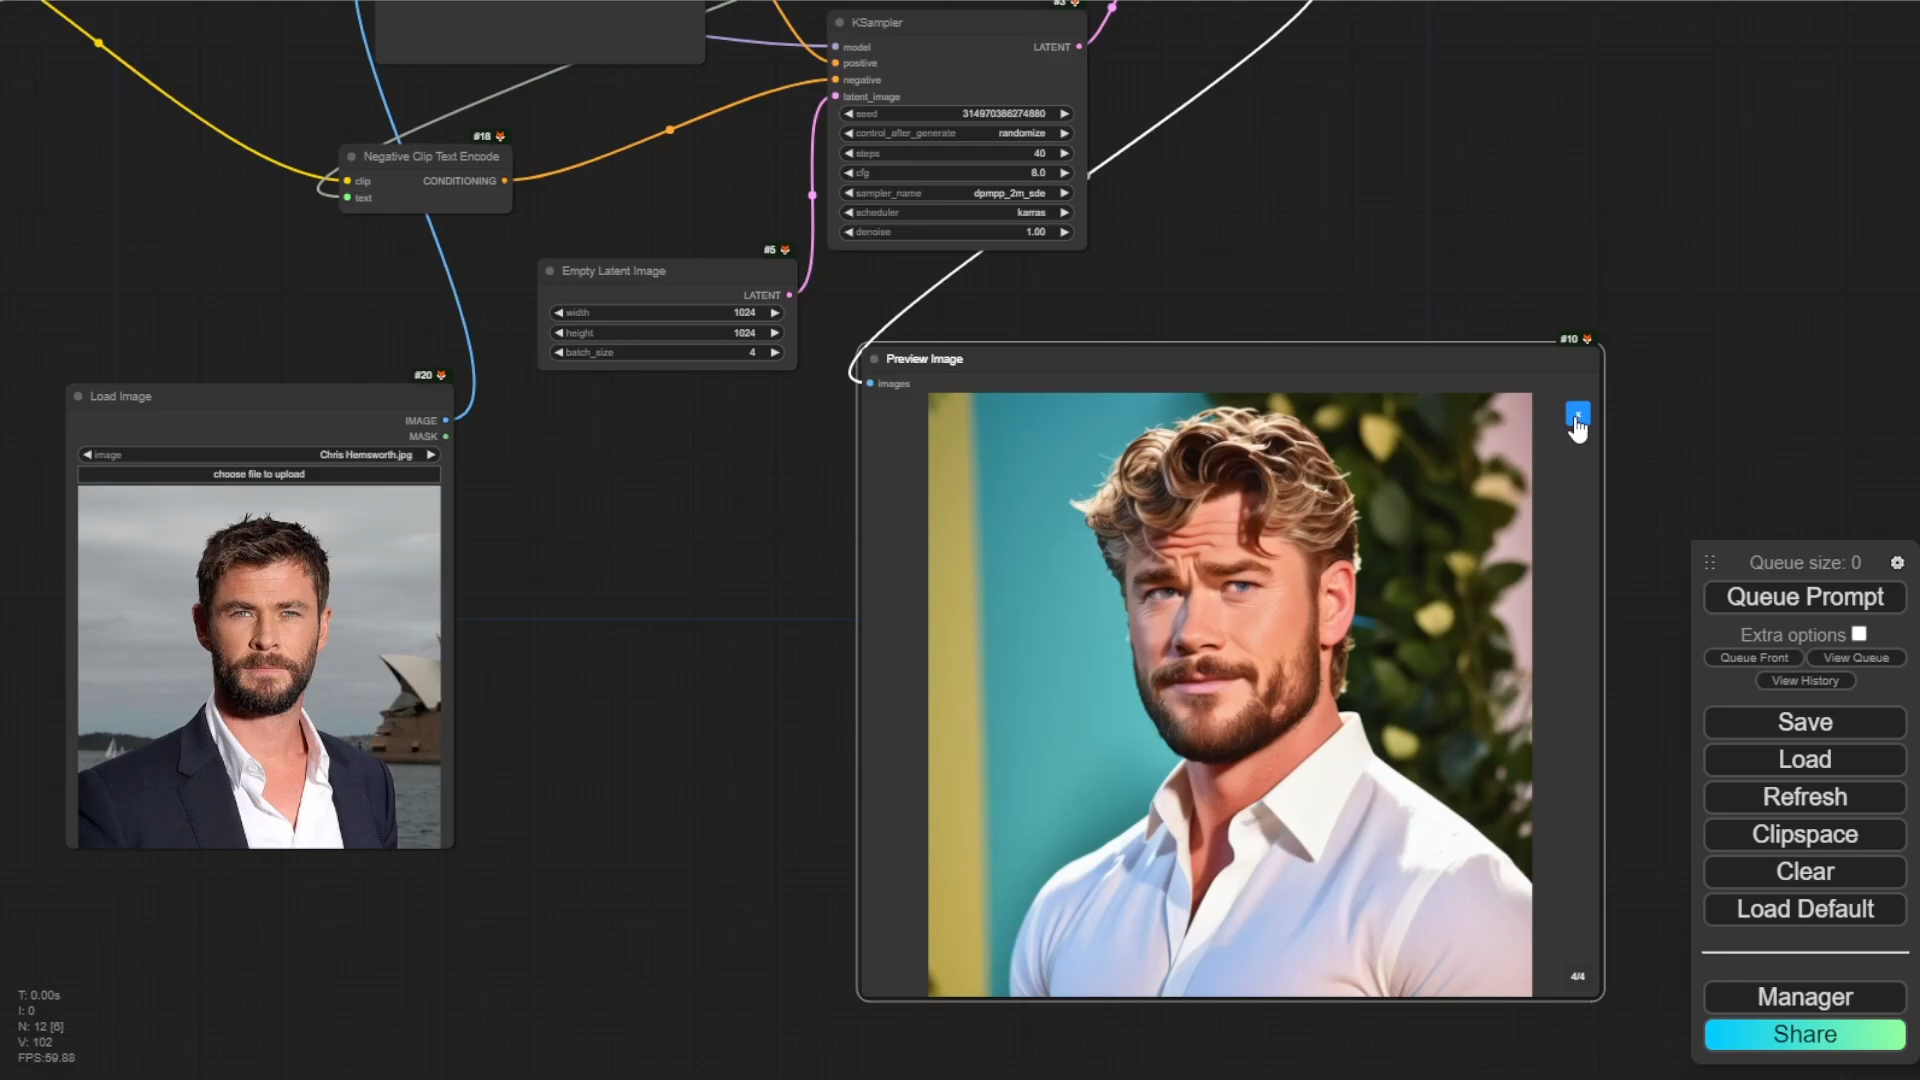 #3
KSampler
model
LATENT
positive
negative
latent_image
seed 314970386274880
control_after_generate randomize
steps 40
cfg 8.0
sampler_name dpmpp_2m_sde
scheduler karras
denoise 1.00
#18
Negative Clip Text Encode
clip CONDITIONING
text
#5
Empty Latent Image
LATENT
width 1024
height 1024
batch_size 4
#20
Load Image
IMAGE
MASK
image Chris Hemsworth.jpg
choose file to upload
#10
Preview Image
images
4/4
Queue size: 0
Queue Prompt
Extra options
Queue Front View Queue
View History
Save
Load
Refresh
Clipspace
Clear
Load Default
Manager
Share
T: 0.00s
I: 0
N: 12 [6]
V: 102
FPS:59.88